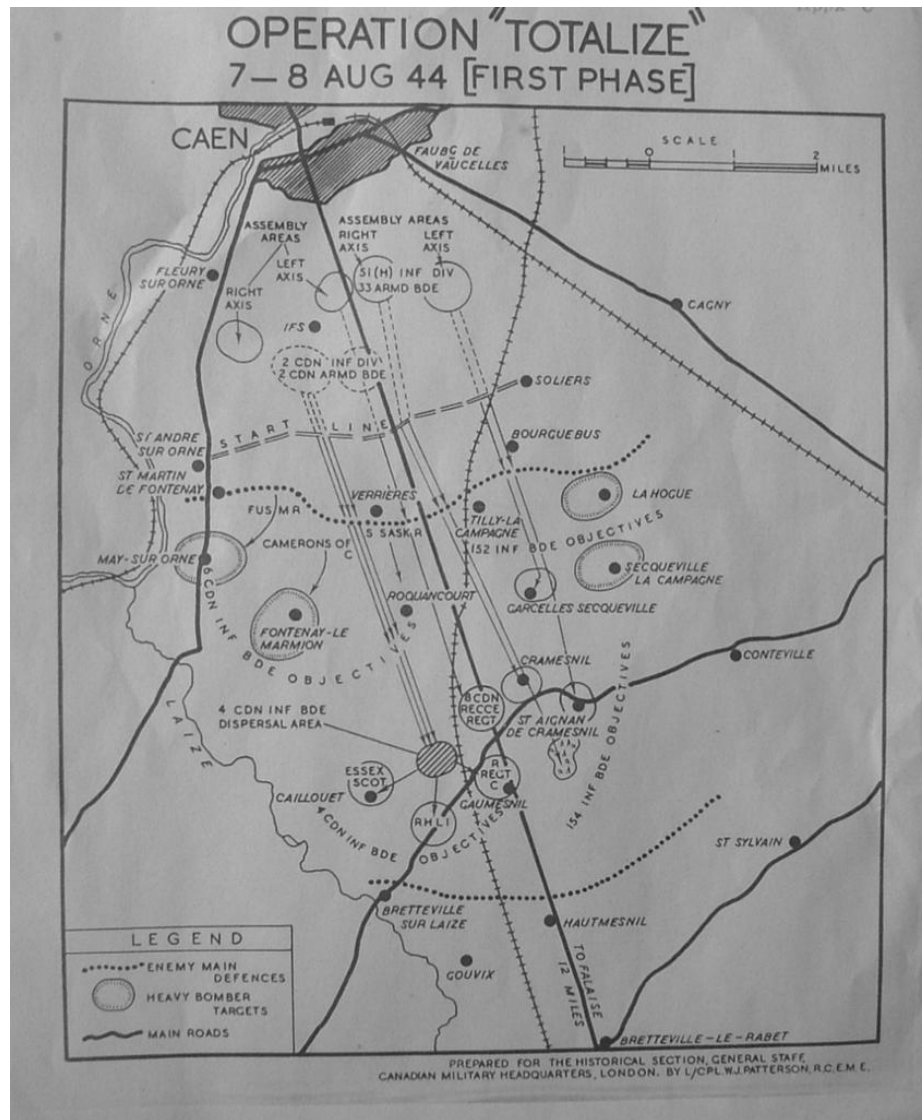 OPERATION "TOTALIZE"
7—8 AUG 44 [FIRST PHASE]
CAEN
FAUBG DE
VAUCELLES
SCALE
1 0 1 2
MILES
ASSEMBLY
AREAS
LEFT
AXIS
RIGHT
AXIS
ASSEMBLY AREAS
RIGHT
AXIS
LEFT
AXIS
51(H) INF DIV
33 ARMD BDE
FLEURY
SUR ORNE
ORNE
IFS
CAGNY
2 CDN INF DIV
2 CDN ARMD BDE
SOLIERS
START LINE
ST ANDRE
SUR ORNE
BOURGUEBUS
ST MARTIN
DE FONTENAY
VERRIÈRES
TILLY-LA
CAMPAGNE
LA HOGUE
FUS M R
S SASK R
152 INF BDE OBJECTIVES
CAMERONS OF
C
MAY-SUR-ORNE
SECQUEVILLE
LA CAMPAGNE
6 CDN INF BDE OBJECTIVES
ROQUANCOURT
GARCELLES SECQUEVILLE
FONTENAY-LE
MARMION
CRAMESNIL
CONTEVILLE
LAIZE
4 CDN INF BDE
DISPERSAL AREA
8 CDN
RECCE
REGT
ST AIGNAN
DE CRAMESNIL
154 INF BDE OBJECTIVES
ESSEX
SCOT
R
REGT
C
CAILLOUET
GAUMESNIL
RHLI
4 CDN INF BDE OBJECTIVES
ST SYLVAIN
BRETTEVILLE
SUR LAIZE
HAUTMESNIL
GOUVIX
TO FALAISE
12 MILES
BRETTEVILLE-LE-RABET
LEGEND
ENEMY MAIN
DEFENCES
HEAVY BOMBER
TARGETS
MAIN ROADS
PREPARED FOR THE HISTORICAL SECTION, GENERAL STAFF,
CANADIAN MILITARY HEADQUARTERS, LONDON. BY L/CPL. W.J. PATTERSON, R.C.E.M.E.